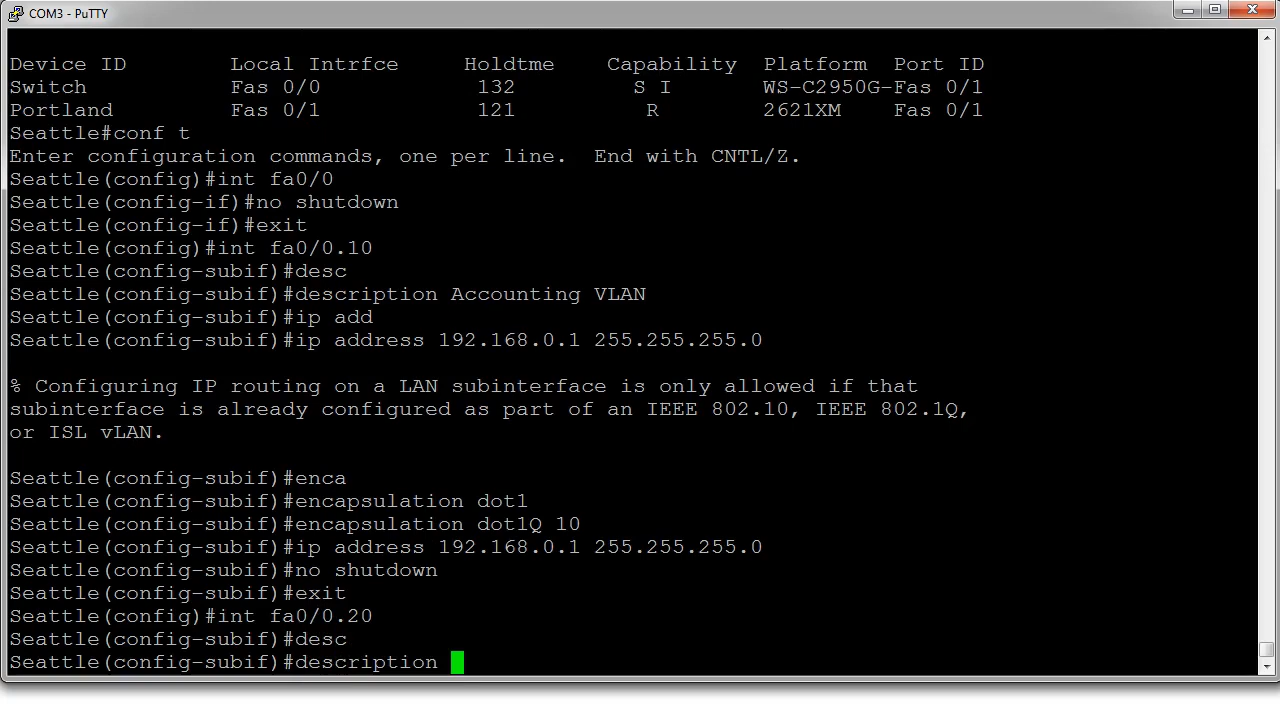 COM3 - PuTTY
Device ID        Local Intrfce     Holdtme    Capability  Platform  Port ID
Switch           Fas 0/0            132          S I       WS-C2950G-Fas 0/1
Portland         Fas 0/1            121           R        2621XM    Fas 0/1
Seattle#conf t
Enter configuration commands, one per line.  End with CNTL/Z.
Seattle(config)#int fa0/0
Seattle(config-if)#no shutdown
Seattle(config-if)#exit
Seattle(config)#int fa0/0.10
Seattle(config-subif)#desc
Seattle(config-subif)#description Accounting VLAN
Seattle(config-subif)#ip add
Seattle(config-subif)#ip address 192.168.0.1 255.255.255.0
% Configuring IP routing on a LAN subinterface is only allowed if that
subinterface is already configured as part of an IEEE 802.10, IEEE 802.1Q,
or ISL vLAN.
Seattle(config-subif)#enca
Seattle(config-subif)#encapsulation dot1
Seattle(config-subif)#encapsulation dot1Q 10
Seattle(config-subif)#ip address 192.168.0.1 255.255.255.0
Seattle(config-subif)#no shutdown
Seattle(config-subif)#exit
Seattle(config)#int fa0/0.20
Seattle(config-subif)#desc
Seattle(config-subif)#description